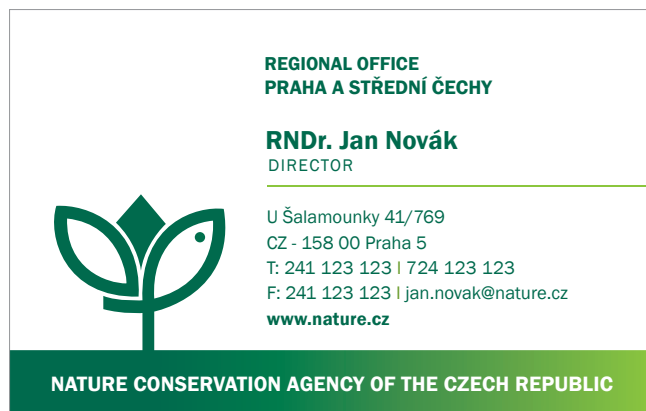 REGIONAL OFFICE
PRAHA A STŘEDNÍ ČECHY
RNDr. Jan Novák
DIRECTOR
U Šalamounky 41/769
CZ - 158 00 Praha 5
T: 241 123 123 | 724 123 123
F: 241 123 123 | jan.novak@nature.cz
www.nature.cz
NATURE CONSERVATION AGENCY OF THE CZECH REPUBLIC